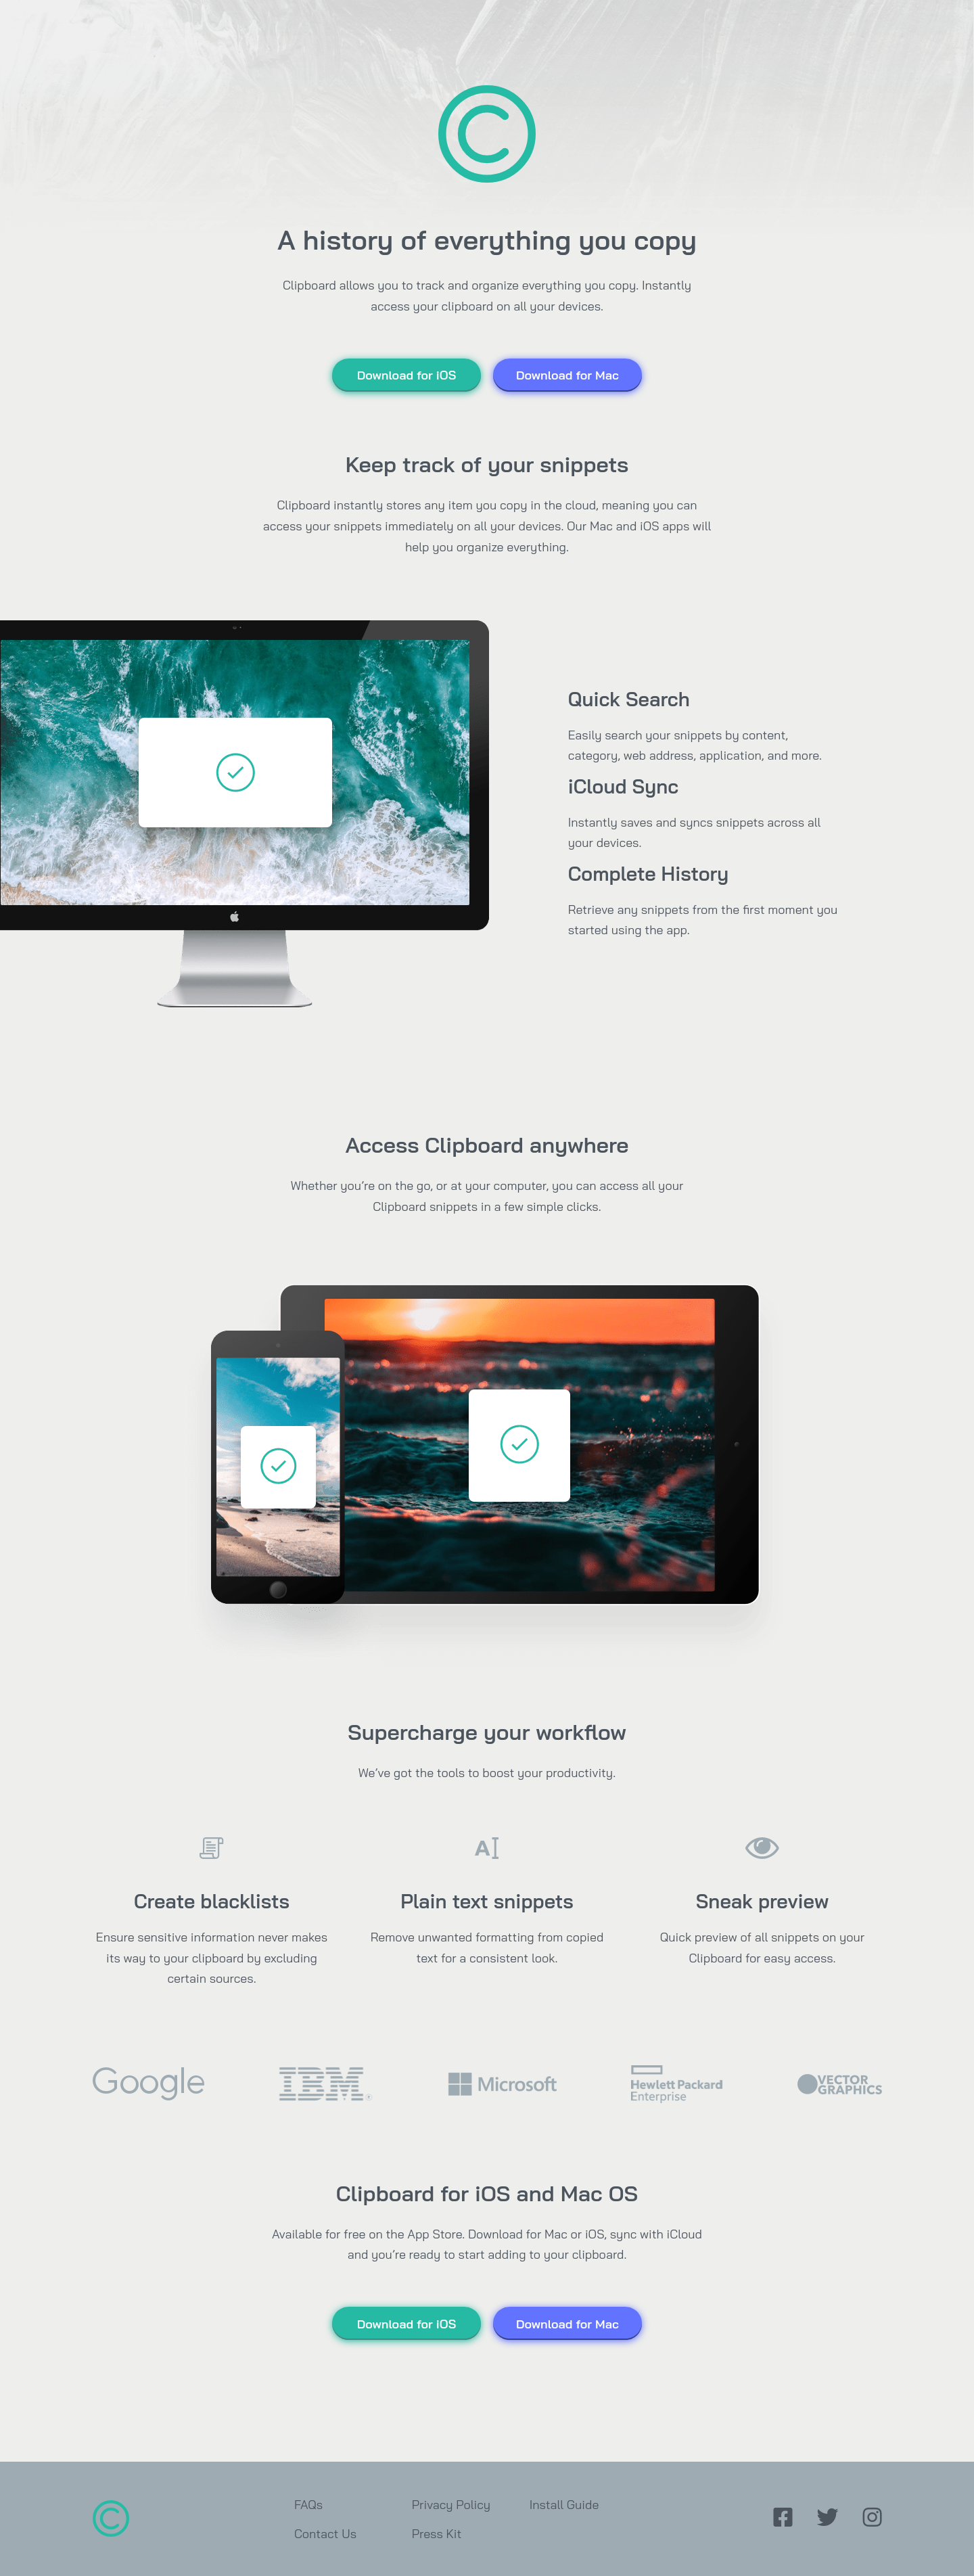 A history of everything you copy
Clipboard allows you to track and organize everything you copy. Instantly
access your clipboard on all your devices.
Download for iOS
Download for Mac
Keep track of your snippets
Clipboard instantly stores any item you copy in the cloud, meaning you can
access your snippets immediately on all your devices. Our Mac and iOS apps will
help you organize everything.
Quick Search
Easily search your snippets by content,
category, web address, application, and more.
iCloud Sync
Instantly saves and syncs snippets across all
your devices.
Complete History
Retrieve any snippets from the first moment you
started using the app.
Access Clipboard anywhere
Whether you’re on the go, or at your computer, you can access all your
Clipboard snippets in a few simple clicks.
Supercharge your workflow
We’ve got the tools to boost your productivity.
A
Create blacklists
Ensure sensitive information never makes
its way to your clipboard by excluding
certain sources.
Plain text snippets
Remove unwanted formatting from copied
text for a consistent look.
Sneak preview
Quick preview of all snippets on your
Clipboard for easy access.
Google
IBM®
Microsoft
Hewlett Packard
Enterprise
VECTOR
GRAPHICS
Clipboard for iOS and Mac OS
Available for free on the App Store. Download for Mac or iOS, sync with iCloud
and you’re ready to start adding to your clipboard.
Download for iOS
Download for Mac
FAQs
Contact Us
Privacy Policy
Press Kit
Install Guide